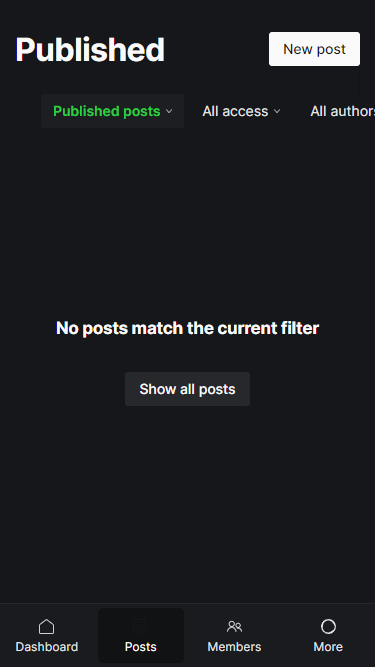 Published
New post
Published posts
All access
All authors
No posts match the current filter
Show all posts
Dashboard
Posts
Members
More